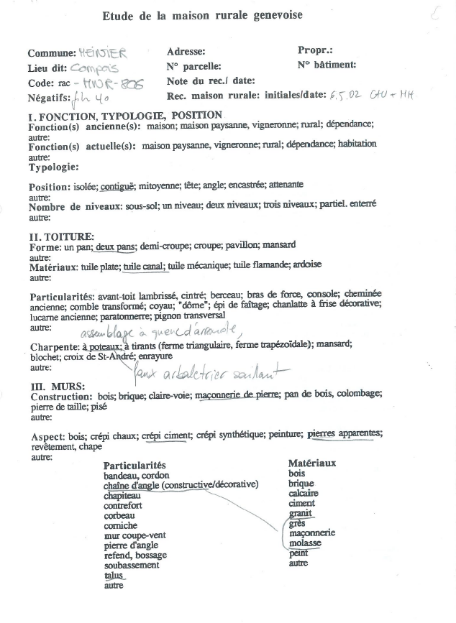 Etude de la maison rurale genevoise
Commune: MEINIER Adresse: Propr.:
Lieu dit: Compois N° parcelle: N° bâtiment:
Code: rac - MNR-806 Note du rec./ date:
Négatifs: fh 40 Rec. maison rurale: initiales/date: 6.5.02 + MH
I. FONCTION, TYPOLOGIE, POSITION
Fonction(s) ancienne(s): maison; maison paysanne, vigneronne; rural; dépendance;
autre:
Fonction(s) actuelle(s): maison paysanne, vigneronne; rural; dépendance; habitation
autre:
Typologie:
Position: isolée; contiguë; mitoyenne; tête; angle; encastrée; attenante
autre:
Nombre de niveaux: sous-sol; un niveau; deux niveaux; trois niveaux; partiel. enterré
autre:
II. TOITURE:
Forme: un pan; deux pans; demi-croupe; croupe; pavillon; mansard
autre:
Matériaux: tuile plate; tuile canal; tuile mécanique; tuile flamande; ardoise
autre:
Particularités: avant-toit lambrissé, cintré; berceau; bras de force, console; cheminée
ancienne; comble transformé; coyau; "dôme"; épi de faîtage; chanlatte à frise décorative;
lucarne ancienne; paratonnerre; pignon transversal
autre:
assemblage à queue d'aronde,
Charpente: à poteaux; à tirants (ferme triangulaire, ferme trapézoïdale); mansard;
blochet; croix de St-André; enrayure
autre: faux arbalétrier saillant
III. MURS:
Construction: bois; brique; claire-voie; maçonnerie de pierre; pan de bois, colombage;
pierre de taille; pisé
autre:
Aspect: bois; crépi chaux; crépi ciment; crépi synthétique; peinture; pierres apparentes;
revêtement, chape
autre:
Particularités Matériaux
bandeau, cordon bois
chaîne d'angle (constructive/décorative) brique
chapiteau calcaire
contrefort ciment
corbeau granit
corniche grès
mur coupe-vent maçonnerie
pierre d'angle molasse
refend, bossage peint
soubassement autre
talus
autre